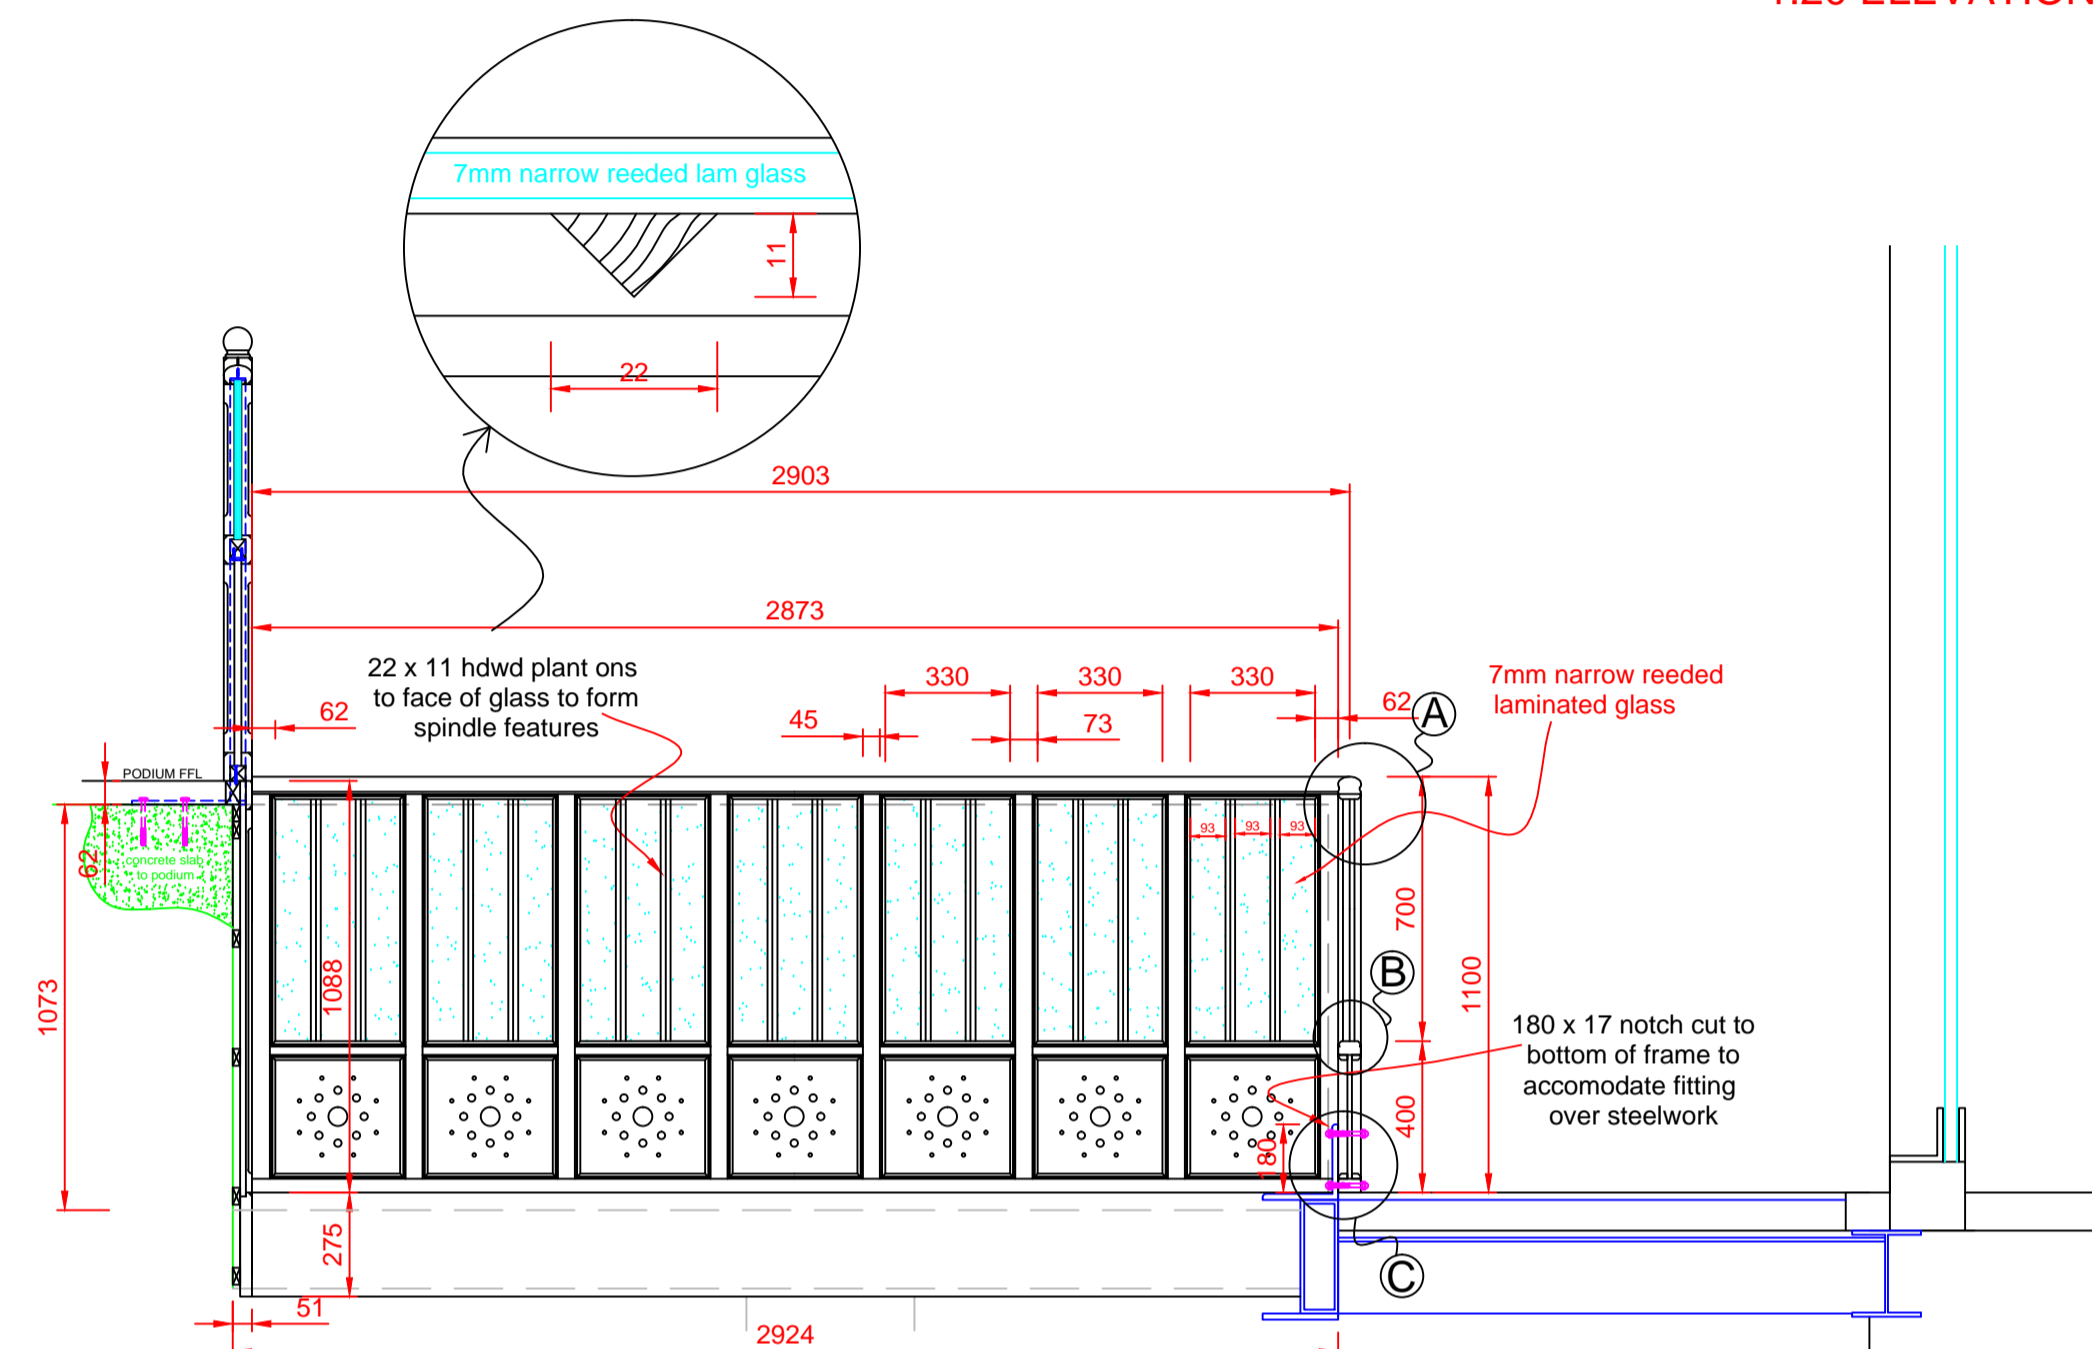 7mm narrow reeded lam glass
11
22
2903
2873
22 x 11 hdwd plant ons
to face of glass to form
spindle features
62
330
330
330
45
73
62
A
7mm narrow reeded
laminated glass
PODIUM FFL
62
concrete slab
to podium
93
93
93
700
1088
1073
B
1100
180 x 17 notch cut to
bottom of frame to
accomodate fitting
over steelwork
400
180
275
C
51
2924